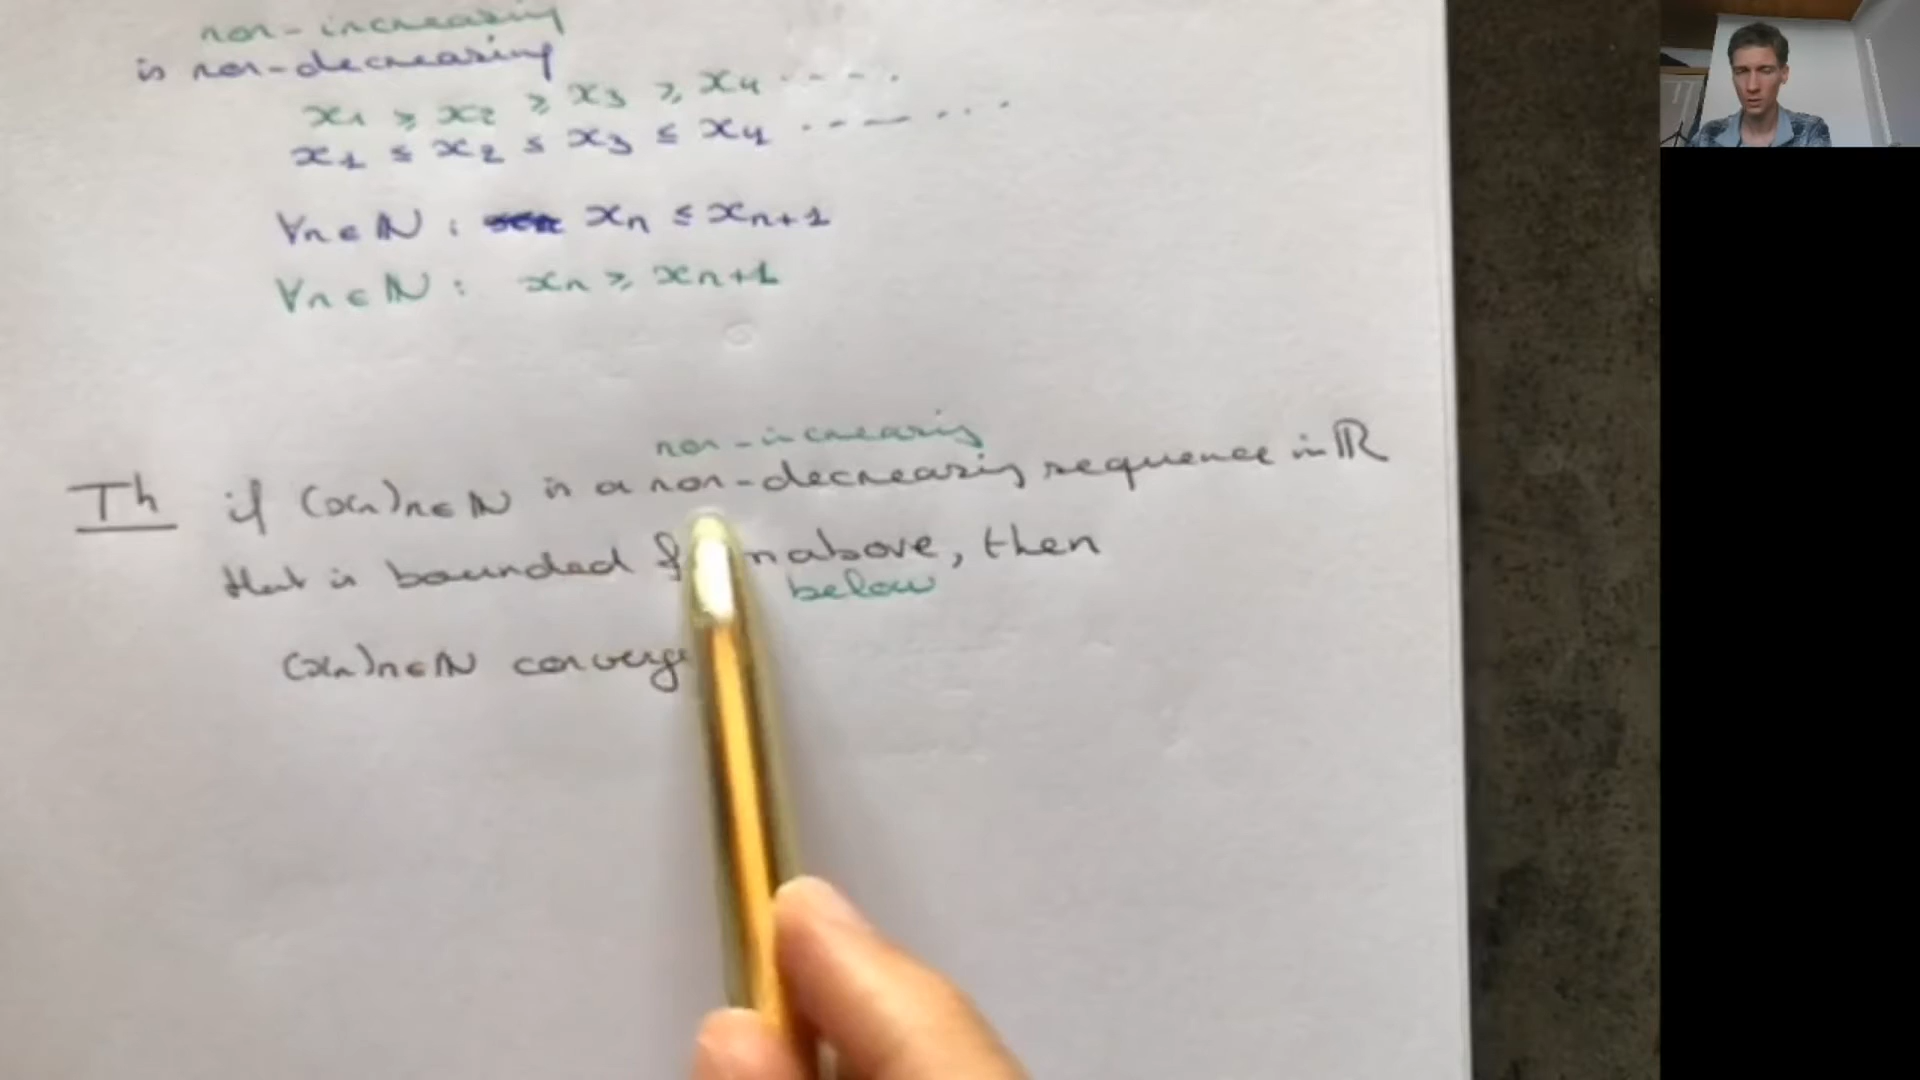 non-increasing
is non-decreasing
x₁ ≥ x₂ ≥ x₃ ≥ x₄ ......
x₁ ≤ x₂ ≤ x₃ ≤ x₄ ......
∀n∈ℕ : xₙ ≤ xₙ₊₁
∀n∈ℕ : xₙ ≥ xₙ₊₁
non-increasing
Th if (xₙ)ₙ∈ℕ is a non-decreasing sequence in ℝ
that is bounded above, then
below
(xₙ)ₙ∈ℕ converge